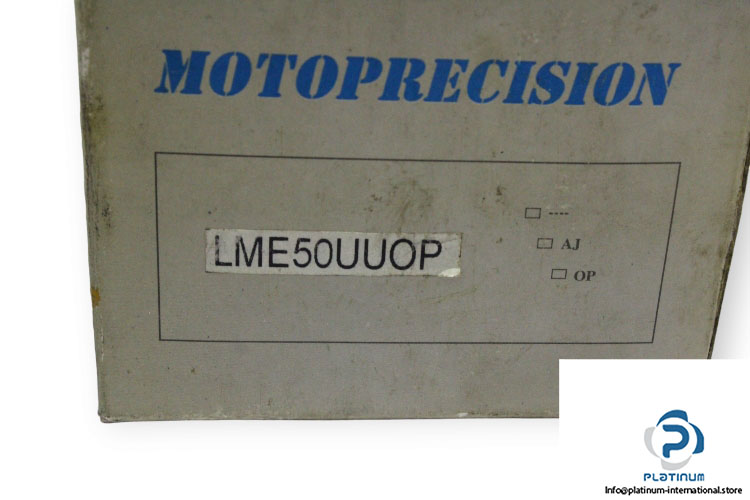 MOTOPRECISION
LME50UUOP
----
AJ
OP
PLATINUM
Info@platinum-international.store